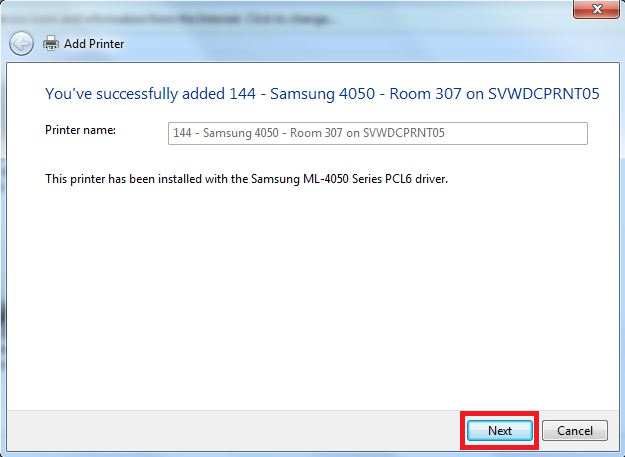 and information from the Internet. Click to change...
Add Printer
You've successfully added 144 - Samsung 4050 - Room 307 on SVWDCPRNT05
Printer name:
144 - Samsung 4050 - Room 307 on SVWDCPRNT05
This printer has been installed with the Samsung ML-4050 Series PCL6 driver.
Next
Cancel